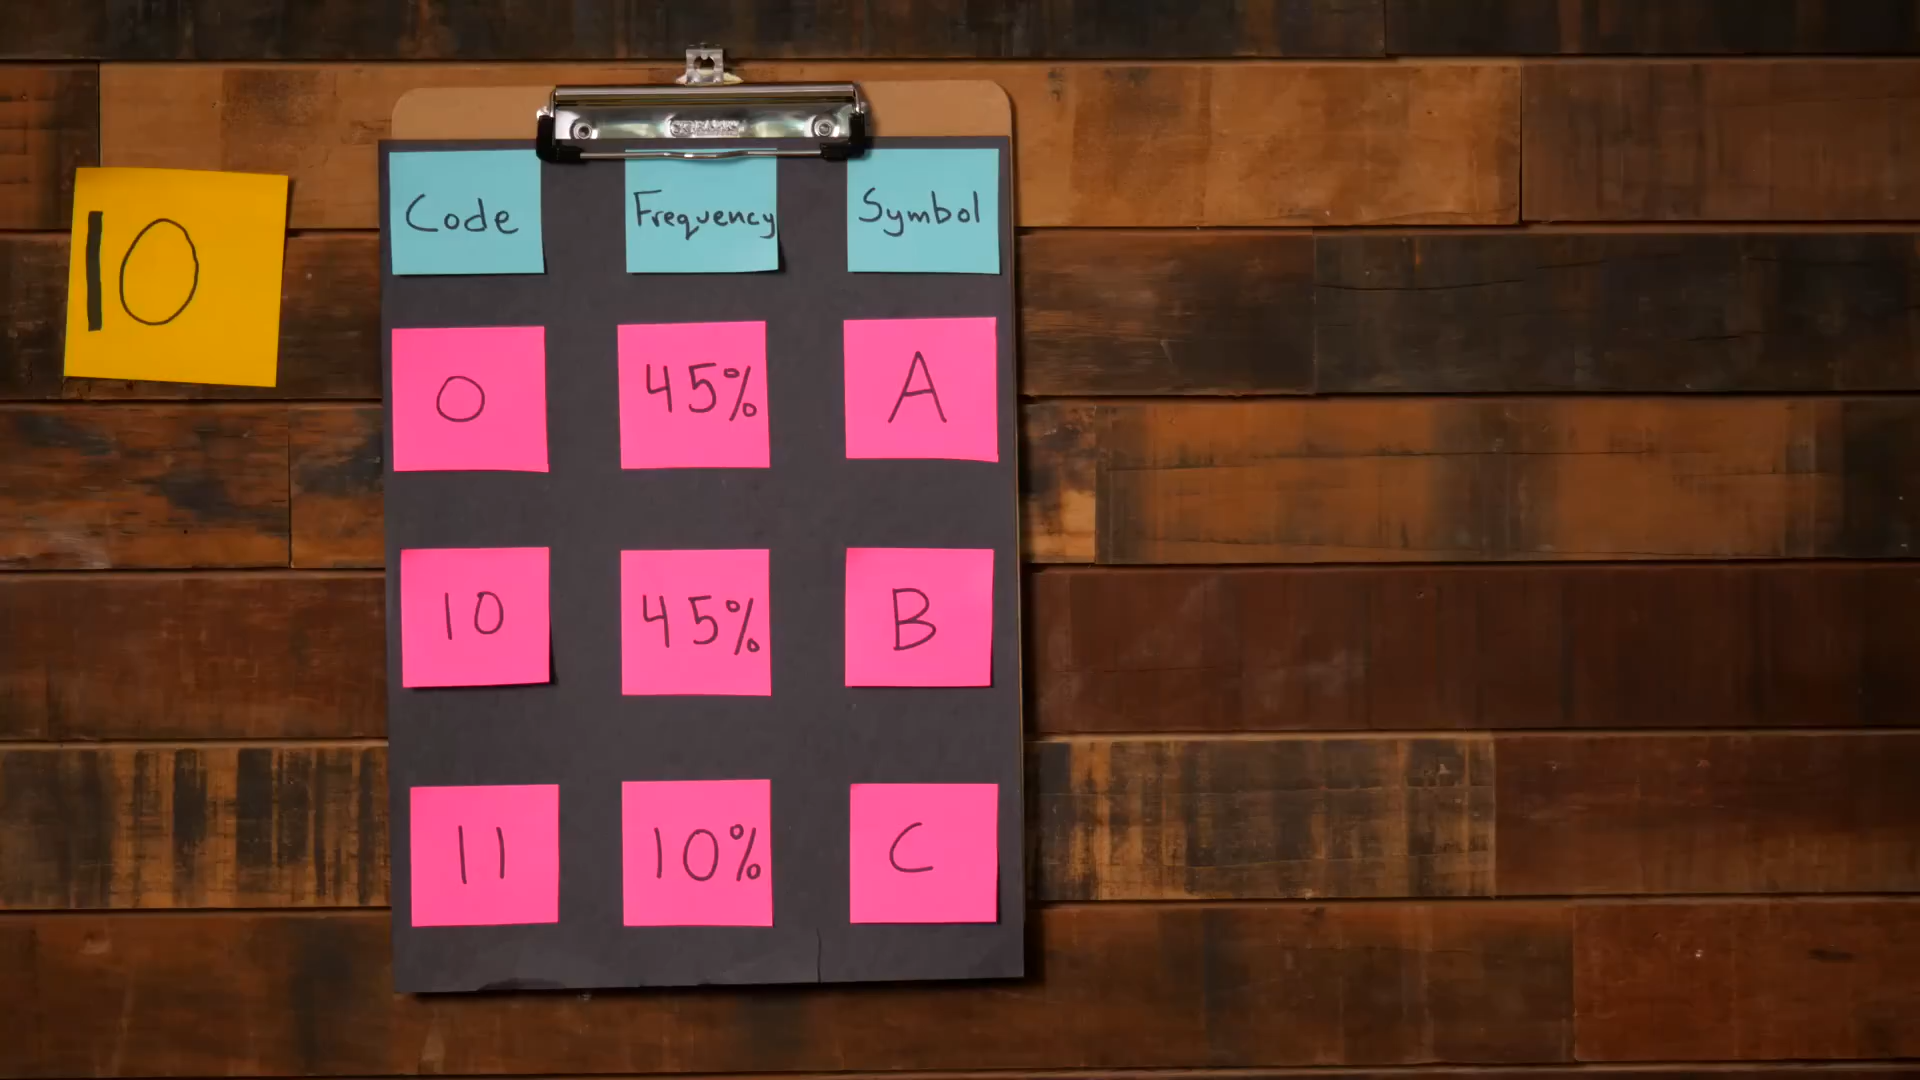 10
Code Frequency Symbol
0 45% A
10 45% B
11 10% C